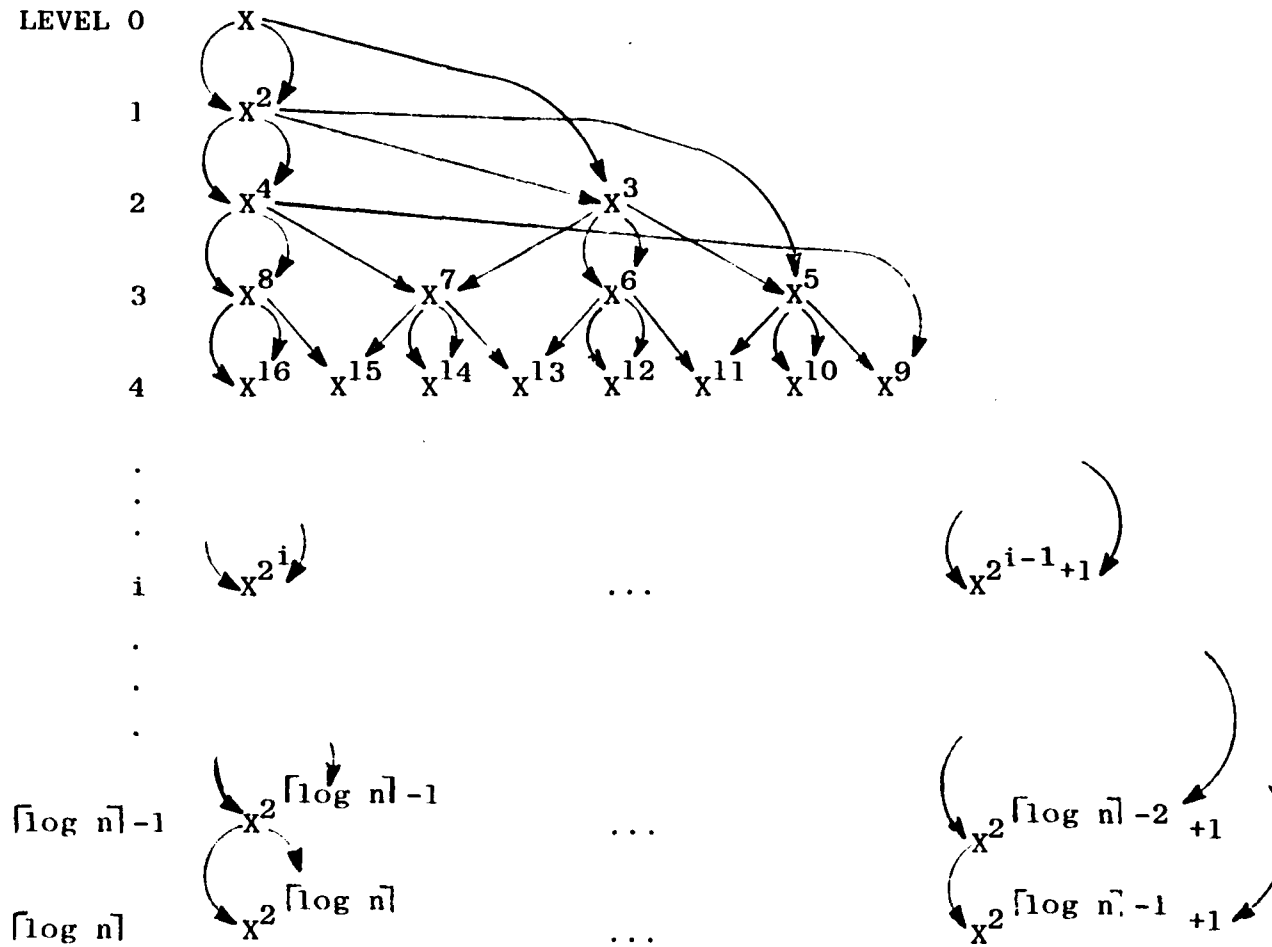 LEVEL 0 X
1 X^2
2 X^4 X^3
3 X^8 X^7 X^6 X^5
4 X^16 X^15 X^14 X^13 X^12 X^11 X^10 X^9
.
.
.
i X^2^i ... X^2^i-1 +1
.
.
.
⌈log n⌉-1 X^2^⌈log n⌉-1 ... X^2^⌈log n⌉-2 +1
⌈log n⌉ X^2^⌈log n⌉ ... X^2^⌈log n⌉-1 +1